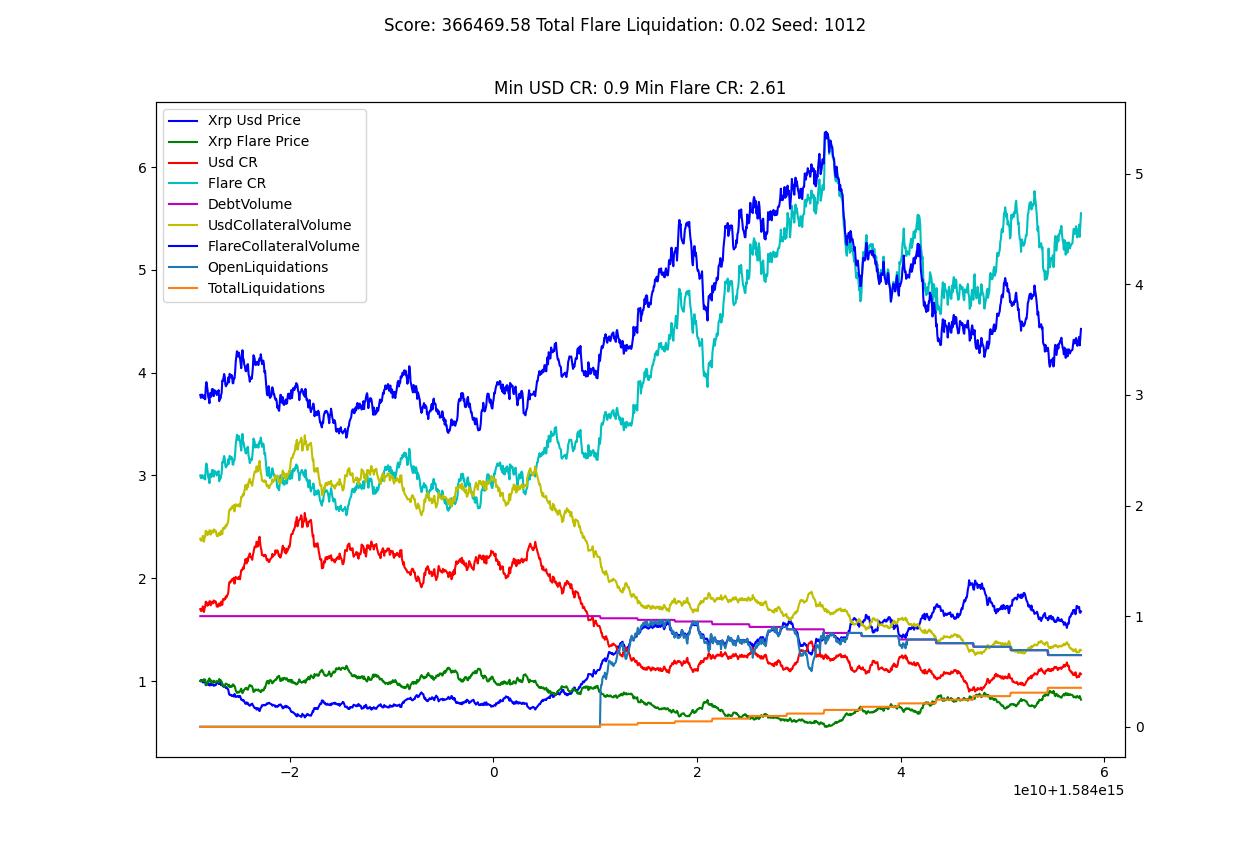 Score: 366469.58 Total Flare Liquidation: 0.02 Seed: 1012
Min USD CR: 0.9 Min Flare CR: 2.61
Xrp Usd Price
Xrp Flare Price
Usd CR
Flare CR
DebtVolume
UsdCollateralVolume
FlareCollateralVolume
OpenLiquidations
TotalLiquidations
6
5
4
3
2
1
5
4
3
2
1
0
−2
0
2
4
6
1e10+1.584e15